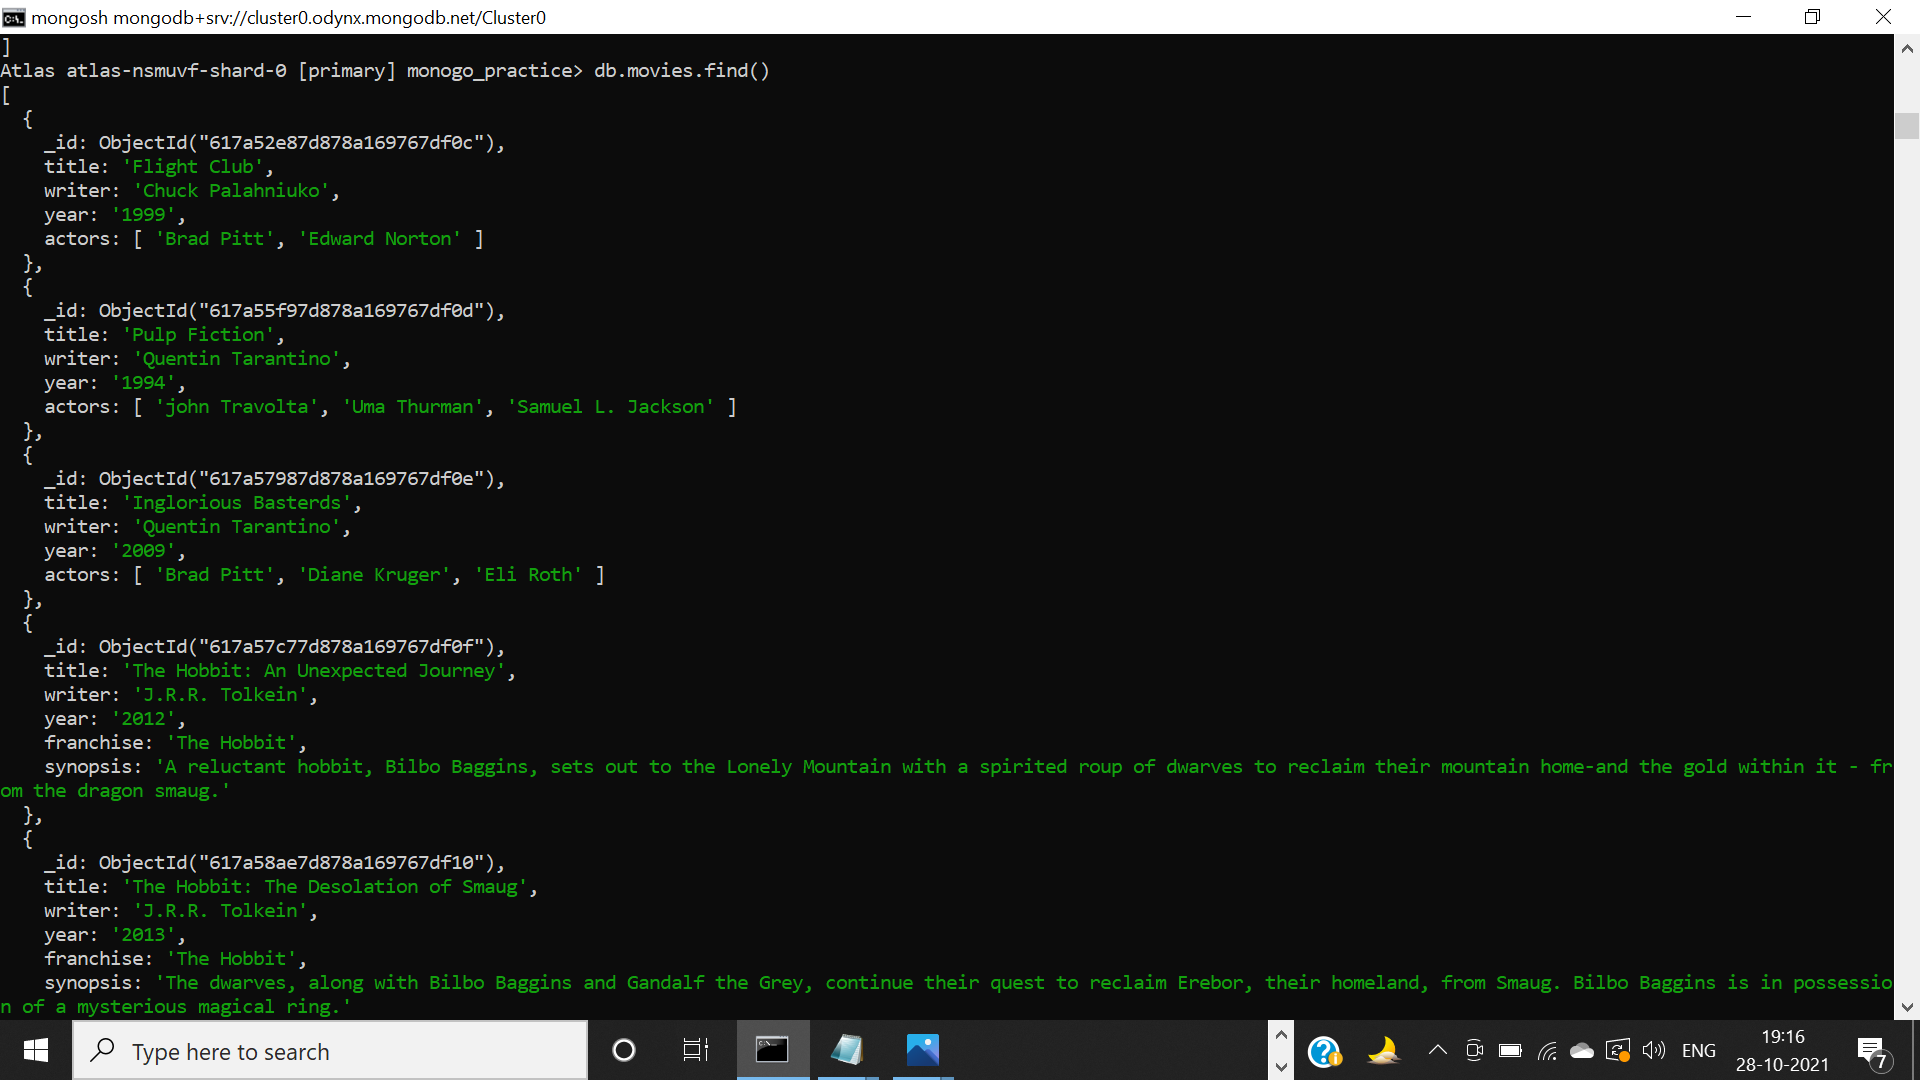 mongosh mongodb+srv://cluster0.odynx.mongodb.net/Cluster0
]
Atlas atlas-nsmuvf-shard-0 [primary] monogo_practice> db.movies.find()
[
  {
    _id: ObjectId("617a52e87d878a169767df0c"),
    title: 'Flight Club',
    writer: 'Chuck Palahniuko',
    year: '1999',
    actors: [ 'Brad Pitt', 'Edward Norton' ]
  },
  {
    _id: ObjectId("617a55f97d878a169767df0d"),
    title: 'Pulp Fiction',
    writer: 'Quentin Tarantino',
    year: '1994',
    actors: [ 'john Travolta', 'Uma Thurman', 'Samuel L. Jackson' ]
  },
  {
    _id: ObjectId("617a57987d878a169767df0e"),
    title: 'Inglorious Basterds',
    writer: 'Quentin Tarantino',
    year: '2009',
    actors: [ 'Brad Pitt', 'Diane Kruger', 'Eli Roth' ]
  },
  {
    _id: ObjectId("617a57c77d878a169767df0f"),
    title: 'The Hobbit: An Unexpected Journey',
    writer: 'J.R.R. Tolkein',
    year: '2012',
    franchise: 'The Hobbit',
    synopsis: 'A reluctant hobbit, Bilbo Baggins, sets out to the Lonely Mountain with a spirited roup of dwarves to reclaim their mountain home-and the gold within it - fr
om the dragon smaug.'
  },
  {
    _id: ObjectId("617a58ae7d878a169767df10"),
    title: 'The Hobbit: The Desolation of Smaug',
    writer: 'J.R.R. Tolkein',
    year: '2013',
    franchise: 'The Hobbit',
    synopsis: 'The dwarves, along with Bilbo Baggins and Gandalf the Grey, continue their quest to reclaim Erebor, their homeland, from Smaug. Bilbo Baggins is in possessio
n of a mysterious magical ring.'
Type here to search
ENG
19:16
28-10-2021
7